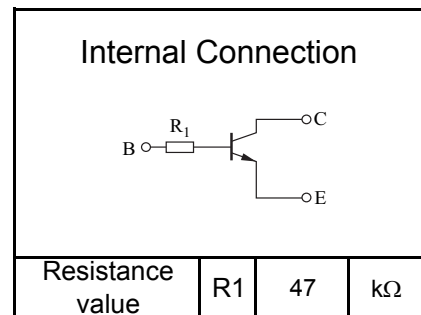 Internal Connection
C
R1
B
E
Resistance value R1 47 kΩ